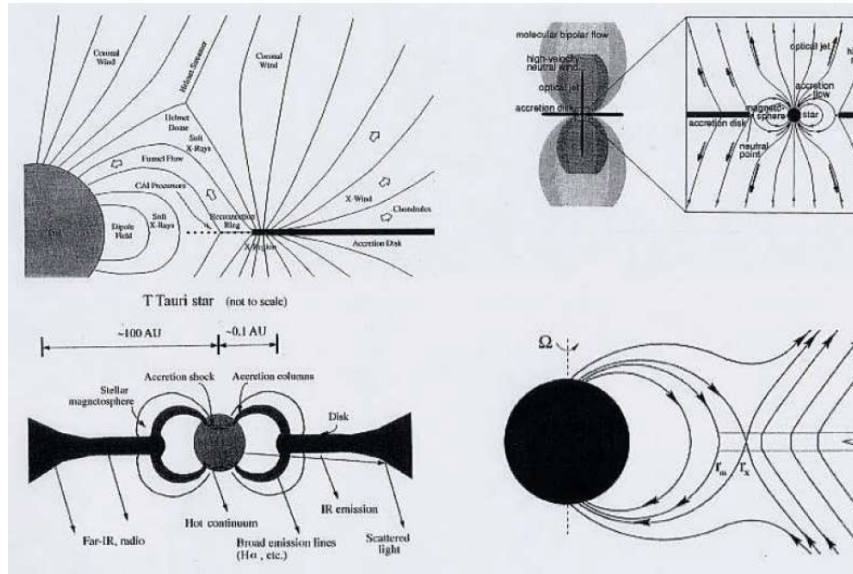 Coronal
Wind
Helmet Streamer
Coronal
Wind
Helmet
Dome
Soft
X-Rays
Funnel Flow
CAI Precursors
Dipole
Field
Soft
X-Rays
Reconnection
Ring
X-Region
X-Wind
Chondrules
Accretion Disk
molecular bipolar flow
high-velocity
neutral wind
optical jet
accretion disk
optical jet
accretion
flow
magneto-
sphere
star
accretion disk
neutral
point
T Tauri star (not to scale)
~100 AU
~0.1 AU
Accretion shock
Accretion columns
Stellar
magnetosphere
Disk
IR emission
Hot continuum
Far-IR, radio
Broad emission lines
(Hα, etc.)
Scattered
light
Ω
rm
rx